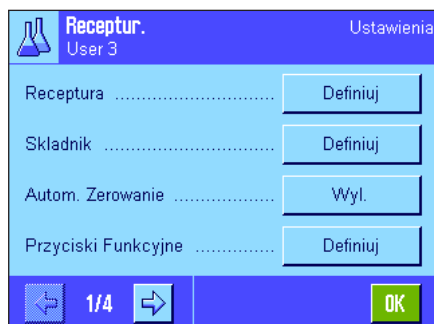 Receptur. Ustawienia
User 3
Receptura ............................ Definiuj
Skladnik .............................. Definiuj
Autom. Zerowanie ................... Wyl.
Przyciski Funkcyjne ............... Definiuj
1/4 OK